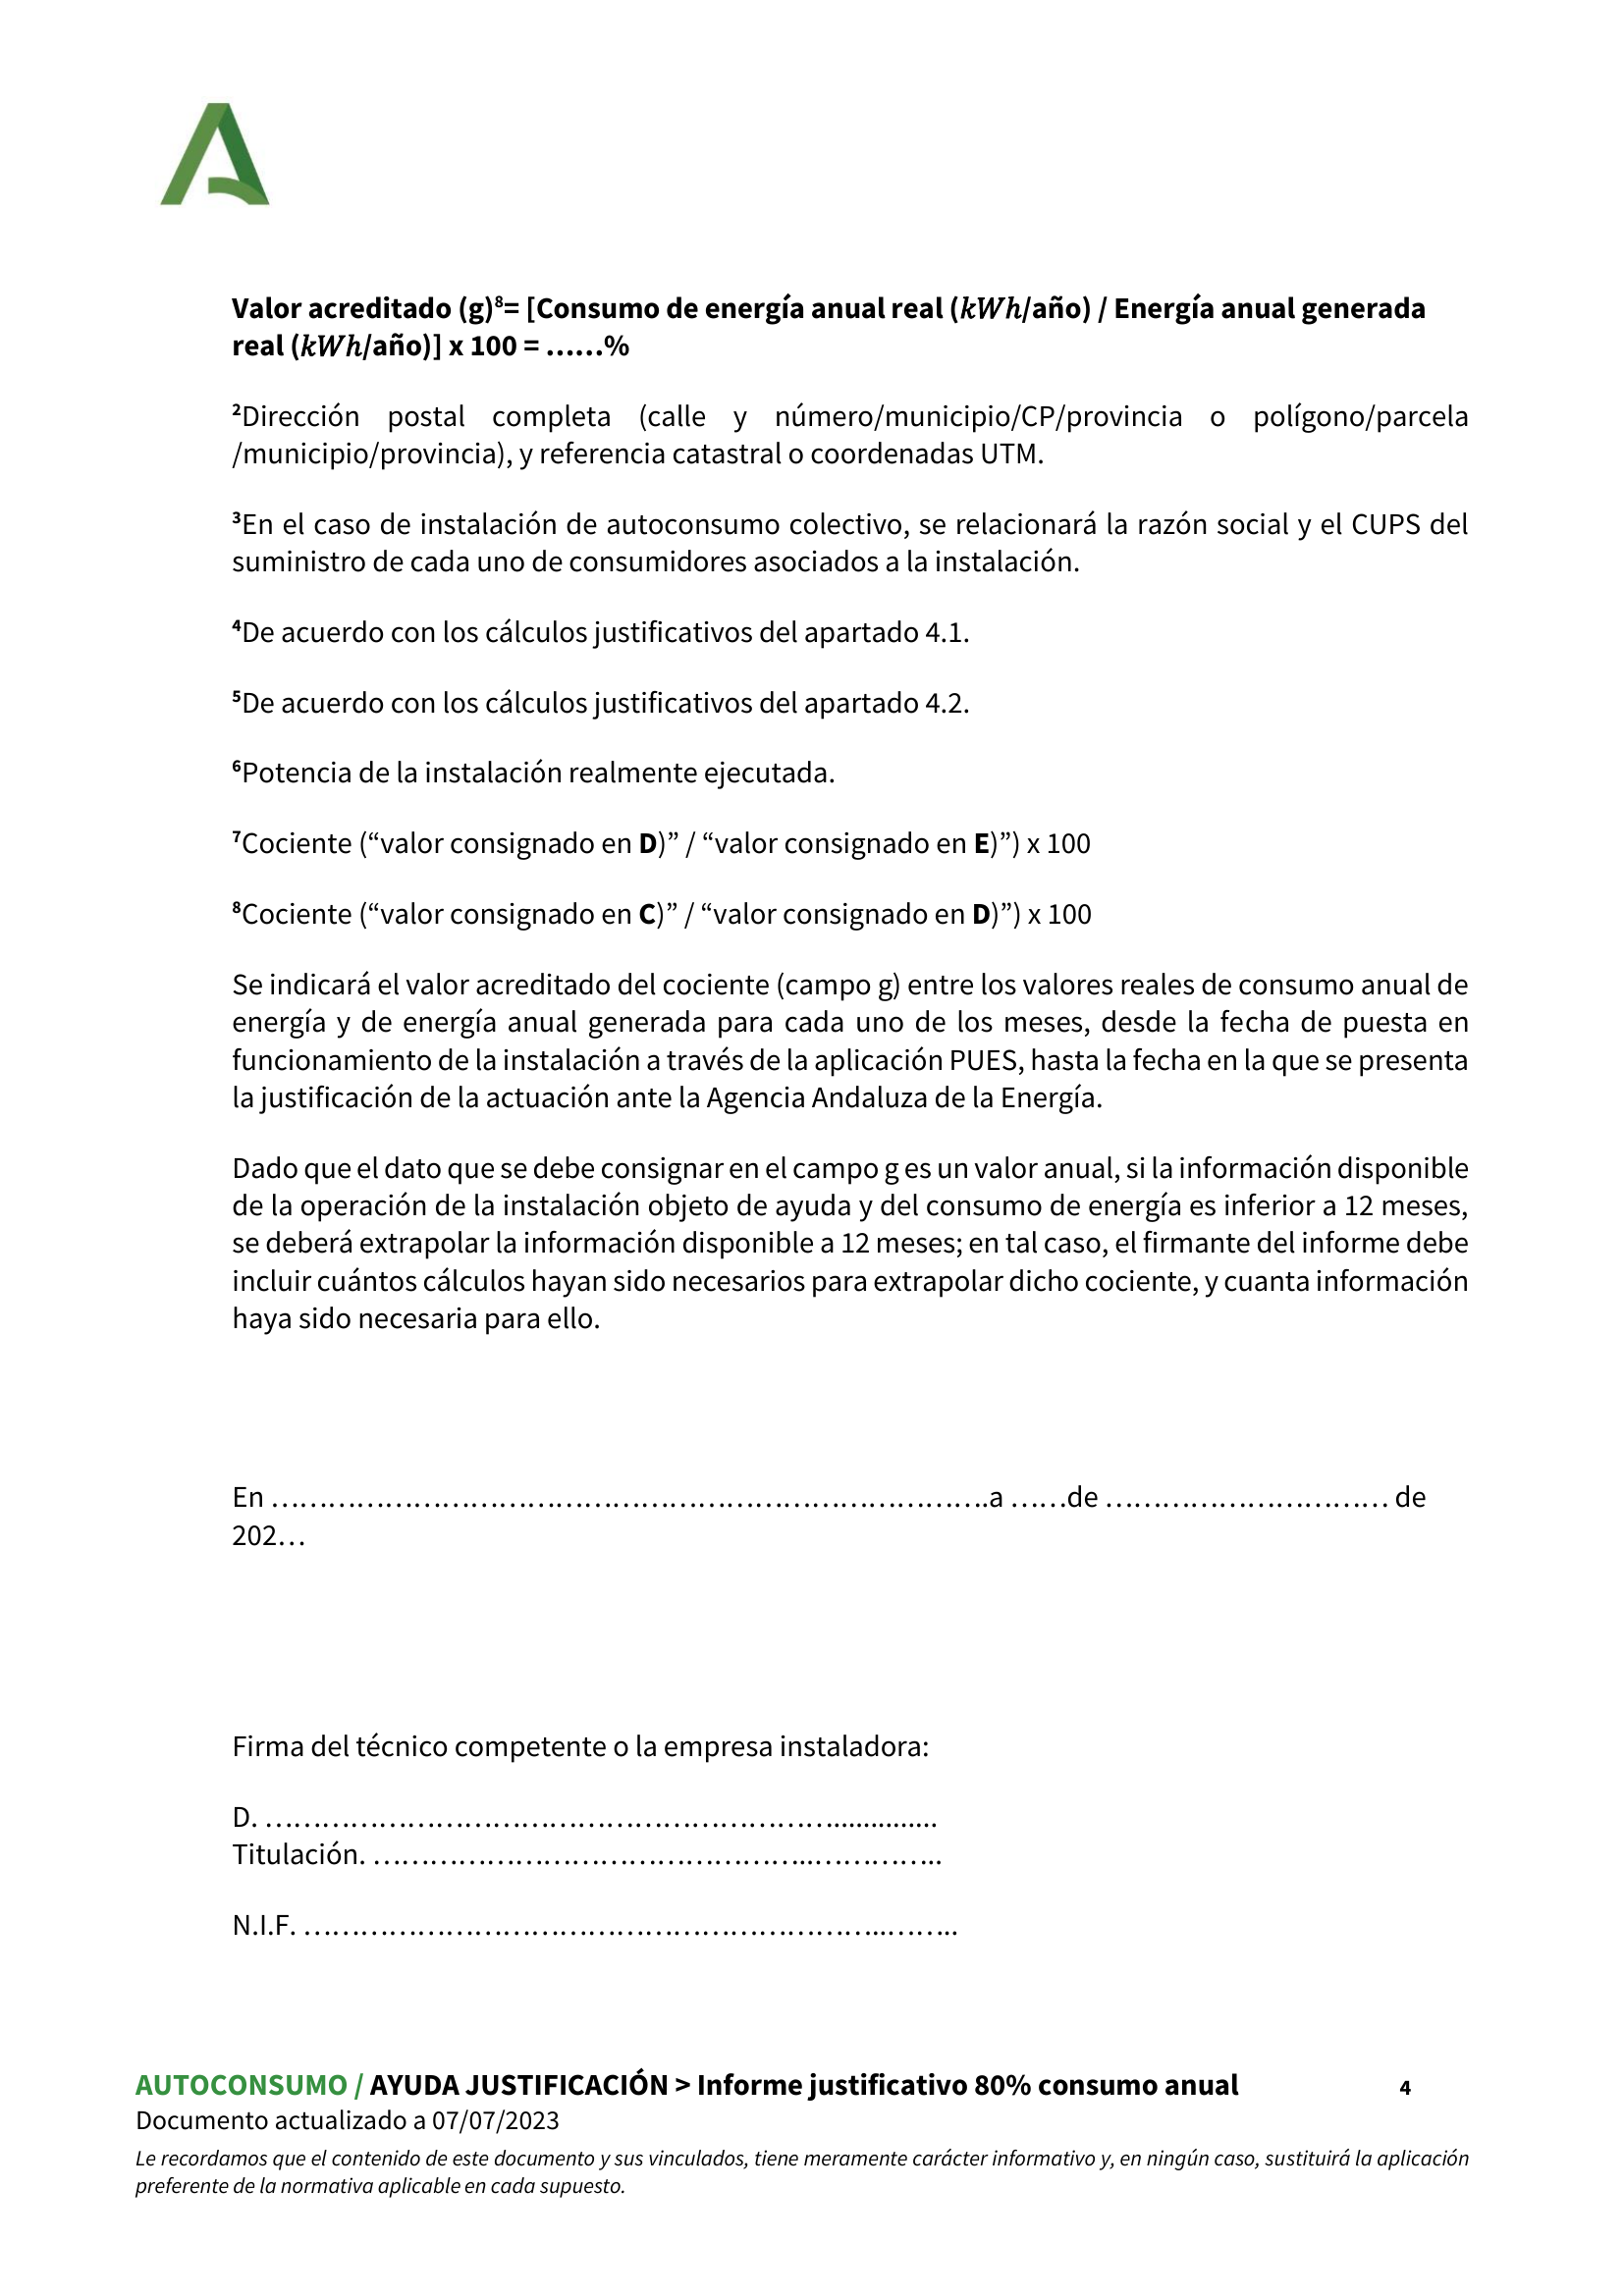 Valor acreditado (g)⁸= [Consumo de energía anual real (𝑘𝑊ℎ/año) / Energía anual generada
real (𝑘𝑊ℎ/año)] x 100 = ……%
²Dirección postal completa (calle y número/municipio/CP/provincia o polígono/parcela
/municipio/provincia), y referencia catastral o coordenadas UTM.
³En el caso de instalación de autoconsumo colectivo, se relacionará la razón social y el CUPS del
suministro de cada uno de consumidores asociados a la instalación.
⁴De acuerdo con los cálculos justificativos del apartado 4.1.
⁵De acuerdo con los cálculos justificativos del apartado 4.2.
⁶Potencia de la instalación realmente ejecutada.
⁷Cociente (“valor consignado en D)” / “valor consignado en E)”) x 100
⁸Cociente (“valor consignado en C)” / “valor consignado en D)”) x 100
Se indicará el valor acreditado del cociente (campo g) entre los valores reales de consumo anual de
energía y de energía anual generada para cada uno de los meses, desde la fecha de puesta en
funcionamiento de la instalación a través de la aplicación PUES, hasta la fecha en la que se presenta
la justificación de la actuación ante la Agencia Andaluza de la Energía.
Dado que el dato que se debe consignar en el campo g es un valor anual, si la información disponible
de la operación de la instalación objeto de ayuda y del consumo de energía es inferior a 12 meses,
se deberá extrapolar la información disponible a 12 meses; en tal caso, el firmante del informe debe
incluir cuántos cálculos hayan sido necesarios para extrapolar dicho cociente, y cuanta información
haya sido necesaria para ello.
En ………………………………………………………………….a ……de ………………………… de
202…
Firma del técnico competente o la empresa instaladora:
D. ……………………………………………………...............
Titulación. ………………………………………..…………..
N.I.F. ……………………………………………………..……..
AUTOCONSUMO / AYUDA JUSTIFICACIÓN > Informe justificativo 80% consumo anual 4
Documento actualizado a 07/07/2023
Le recordamos que el contenido de este documento y sus vinculados, tiene meramente carácter informativo y, en ningún caso, sustituirá la aplicación
preferente de la normativa aplicable en cada supuesto.